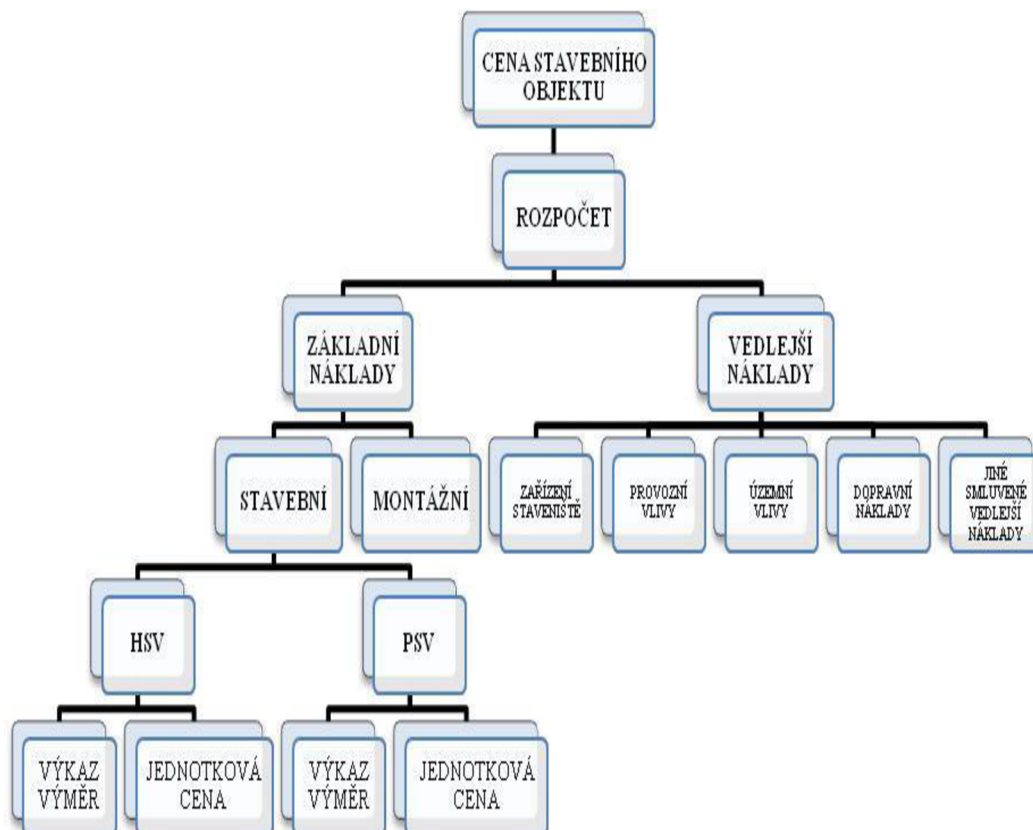 CENA STAVEBNÍHO
OBJEKTU
ROZPOČET
ZÁKLADNÍ
NÁKLADY
VEDLEJŠÍ
NÁKLADY
STAVEBNÍ
MONTÁŽNÍ
ZAŘÍZENÍ
STAVENIŠTĚ
PROVOZNÍ
VLIVY
ÚZEMNÍ
VLIVY
DOPRAVNÍ
NÁKLADY
JINÉ
SMLUVENÉ
VEDLEJŠÍ
NÁKLADY
HSV
PSV
VÝKAZ
VÝMĚR
JEDNOTKOVÁ
CENA
VÝKAZ
VÝMĚR
JEDNOTKOVÁ
CENA